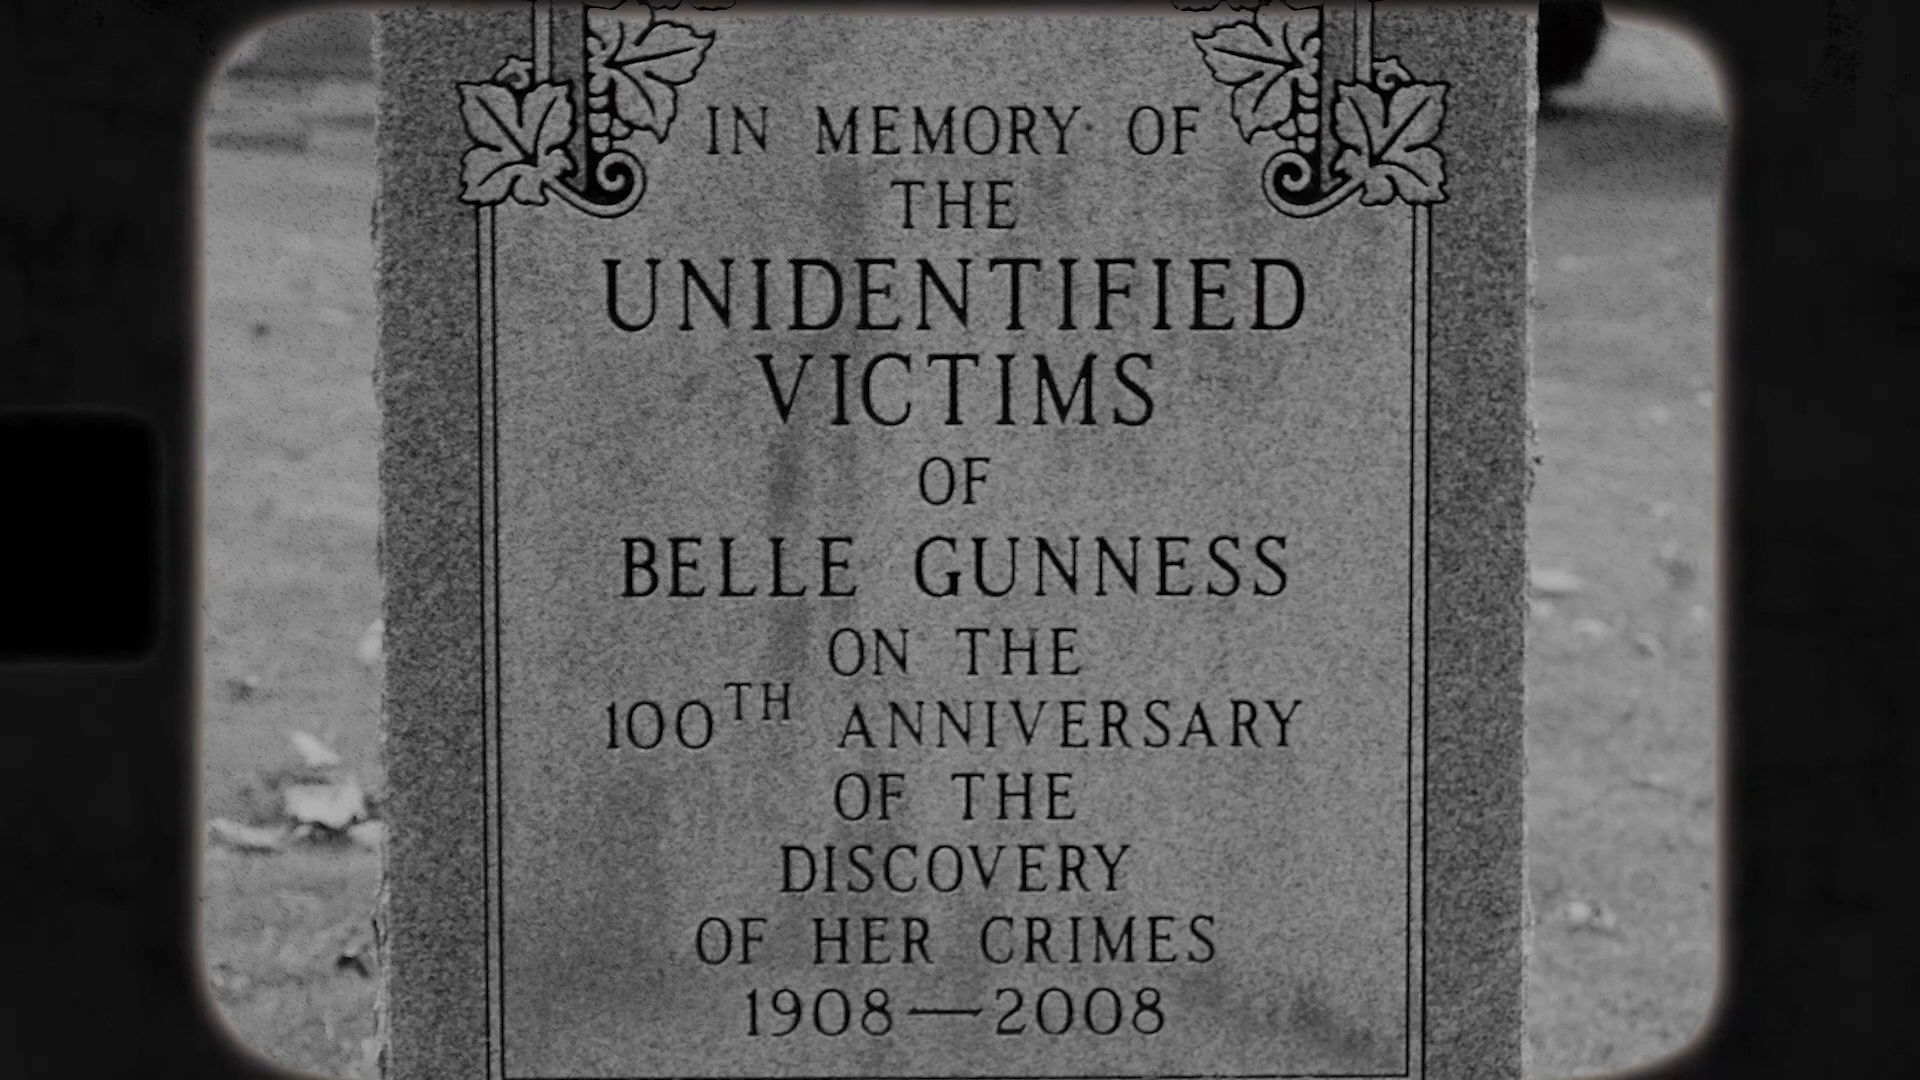 IN MEMORY OF
THE
UNIDENTIFIED
VICTIMS
OF
BELLE GUNNESS
ON THE
100TH ANNIVERSARY
OF THE
DISCOVERY
OF HER CRIMES
1908—2008